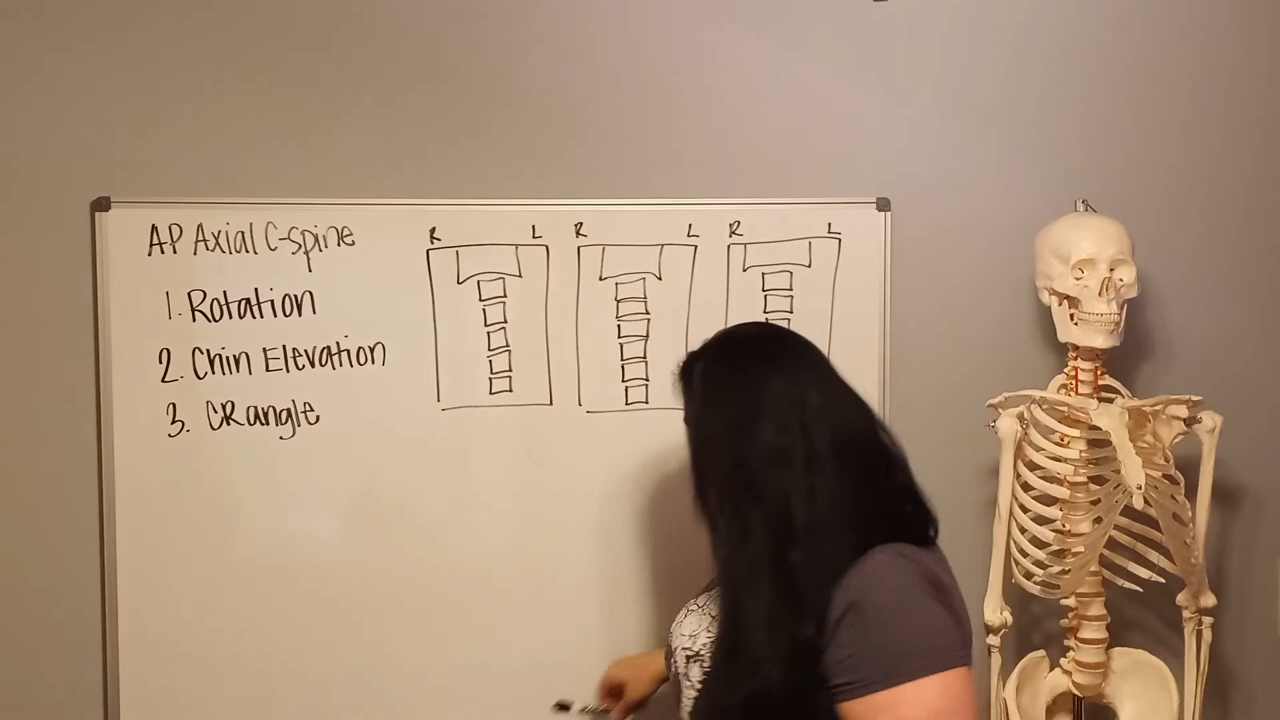 AP Axial C-spine
1. Rotation
2. Chin Elevation
3. CR angle
R L R L R L